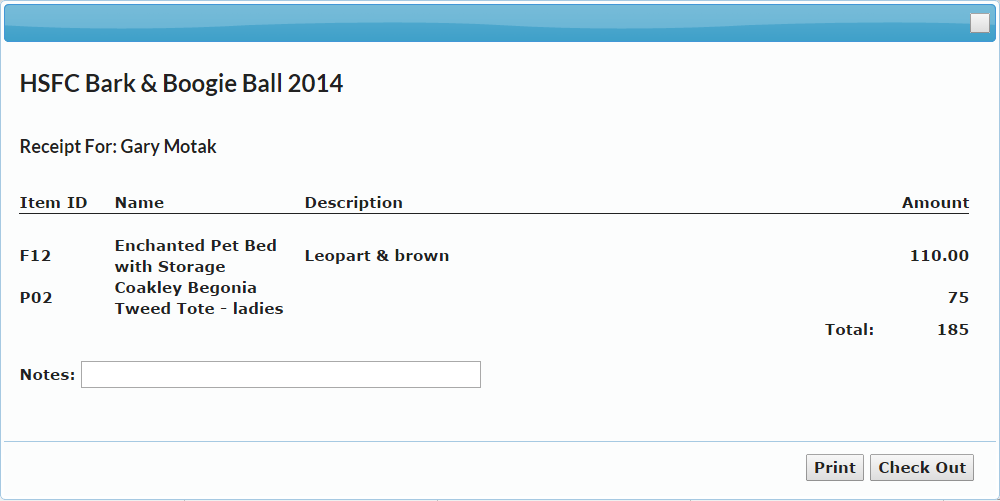 HSFC Bark & Boogie Ball 2014
Receipt For: Gary Motak
Item ID Name Description Amount
Enchanted Pet Bed
F12 Leopart & brown 110.00
with Storage
Coakley Begonia
P02 75
Tweed Tote - ladies
Total: 185
Notes:
Print Check Out